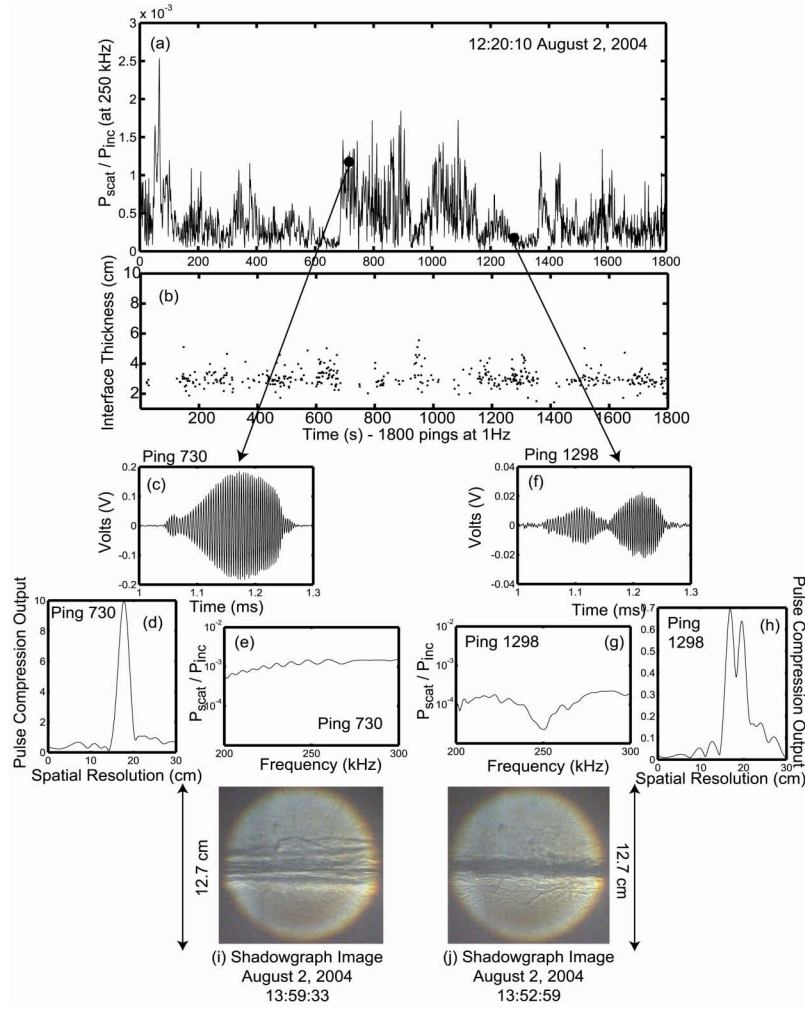 x 10⁻³
3
2.5
2
1.5
1
0.5
0
P_scat / P_inc (at 250 kHz)
(a)
12:20:10 August 2, 2004
0 200 400 600 800 1000 1200 1400 1600 1800
10
8
6
4
2
Interface Thickness (cm)
(b)
200 400 600 800 1000 1200 1400 1600 1800
Time (s) - 1800 pings at 1Hz
Ping 730
0.2
0.1
0
-0.1
-0.2
Volts (V)
(c)
1 1.1 1.2 1.3
Time (ms)
Ping 1298
0.04
0.02
0
-0.02
-0.04
Volts (V)
(f)
1 1.1 1.2 1.3
Time (ms)
Pulse Compression Output
10
8
6
4
2
0
Ping 730
(d)
0 10 20 30
Spatial Resolution (cm)
P_scat / P_inc
10⁻²
10⁻³
10⁻⁴
(e)
Ping 730
200 250 300
Frequency (kHz)
P_scat / P_inc
10⁻²
10⁻³
10⁻⁴
Ping 1298
(g)
200 250 300
Frequency (kHz)
0.7
0.6
0.5
0.4
0.3
0.2
0.1
0
Ping
1298
(h)
0 10 20 30
Spatial Resolution (cm)
Pulse Compression Output
12.7 cm
12.7 cm
(i) Shadowgraph Image
August 2, 2004
13:59:33
(j) Shadowgraph Image
August 2, 2004
13:52:59